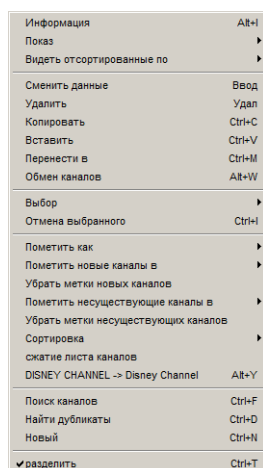 Информация Alt+I
Показ
Видеть отсортированные по
Сменить данные Ввод
Удалить Удал
Копировать Ctrl+C
Вставить Ctrl+V
Перенести в Ctrl+M
Обмен каналов Alt+W
Выбор
Отмена выбранного Ctrl+I
Пометить как
Пометить новые каналы в
Убрать метки новых каналов
Пометить несуществующие каналы в
Убрать метки несуществующих каналов
Сортировка
сжатие листа каналов
DISNEY CHANNEL -> Disney Channel Alt+Y
Поиск каналов Ctrl+F
Найти дубликаты Ctrl+D
Новый Ctrl+N
разделить Ctrl+T